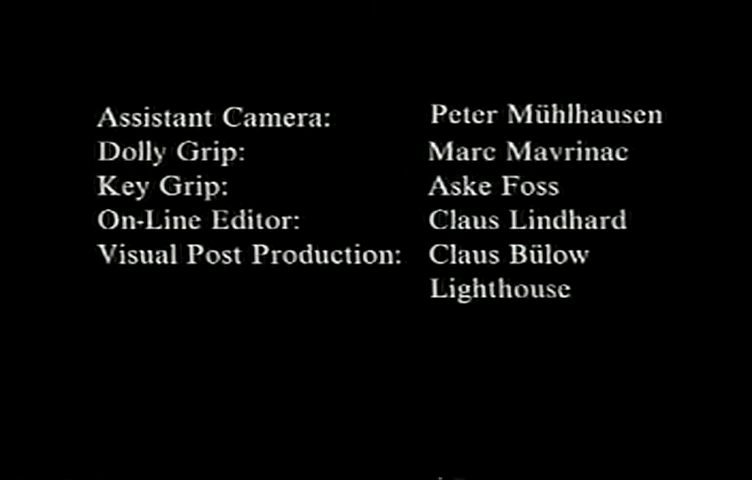 Assistant Camera: Peter Mühlhausen
Dolly Grip: Marc Mavrinac
Key Grip: Aske Foss
On-Line Editor: Claus Lindhard
Visual Post Production: Claus Bülow
Lighthouse